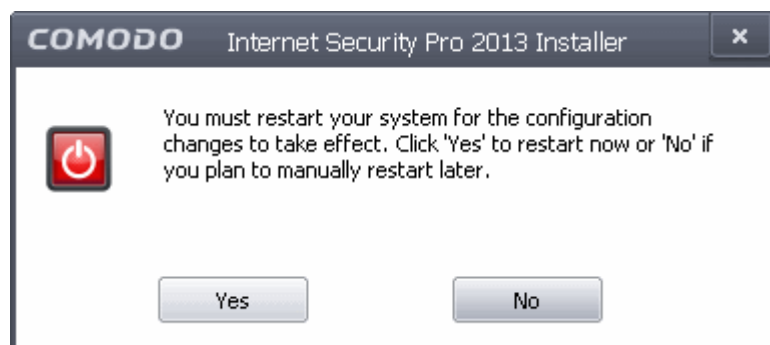 COMODO Internet Security Pro 2013 Installer
You must restart your system for the configuration
changes to take effect. Click 'Yes' to restart now or 'No' if
you plan to manually restart later.
Yes No